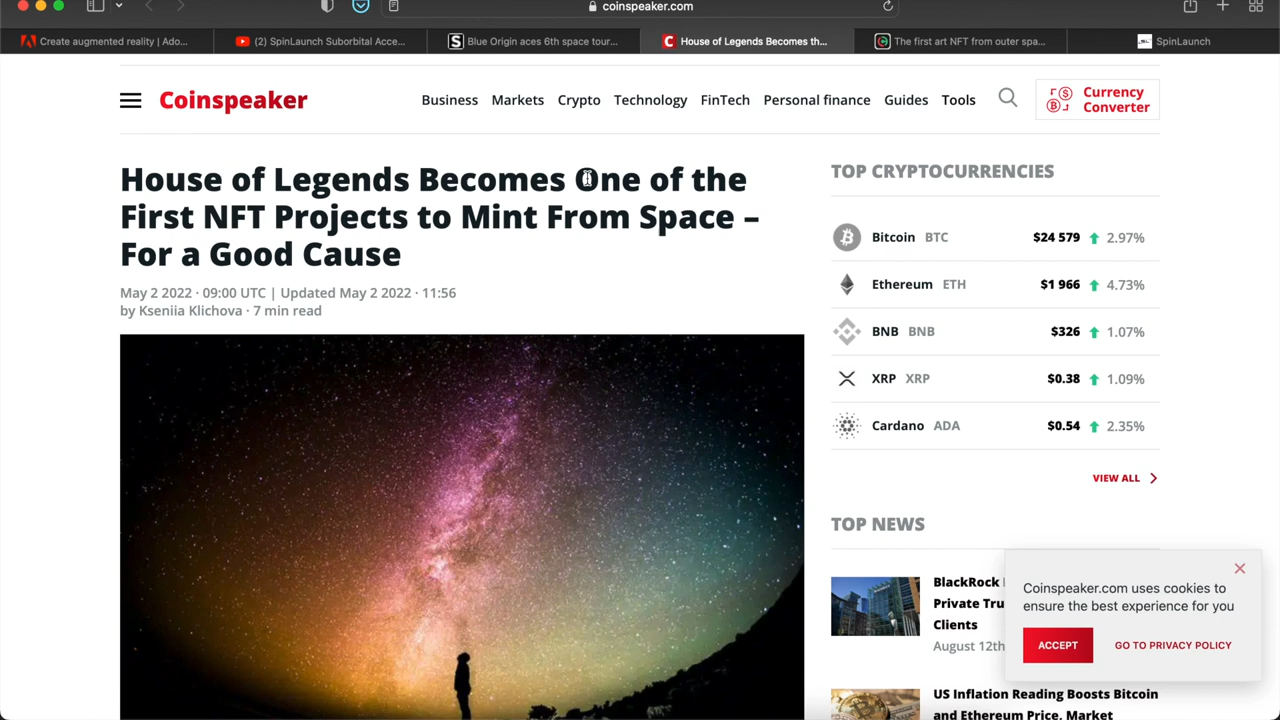 coinspeaker.com
Create augmented reality | Ado...
(2) SpinLaunch Suborbital Acce...
Blue Origin aces 6th space tour...
House of Legends Becomes th...
The first art NFT from outer spa...
SpinLaunch
Coinspeaker
Business Markets Crypto Technology FinTech Personal finance Guides Tools
Currency
Converter
House of Legends Becomes One of the
First NFT Projects to Mint From Space –
For a Good Cause
May 2 2022 · 09:00 UTC | Updated May 2 2022 · 11:56
by Kseniia Klichova · 7 min read
TOP CRYPTOCURRENCIES
Bitcoin BTC $24 579 2.97%
Ethereum ETH $1 966 4.73%
BNB BNB $326 1.07%
XRP XRP $0.38 1.09%
Cardano ADA $0.54 2.35%
VIEW ALL
TOP NEWS
BlackRock
Private Tru
Clients
August 12th
US Inflation Reading Boosts Bitcoin
and Ethereum Price, Market
Coinspeaker.com uses cookies to
ensure the best experience for you
ACCEPT GO TO PRIVACY POLICY